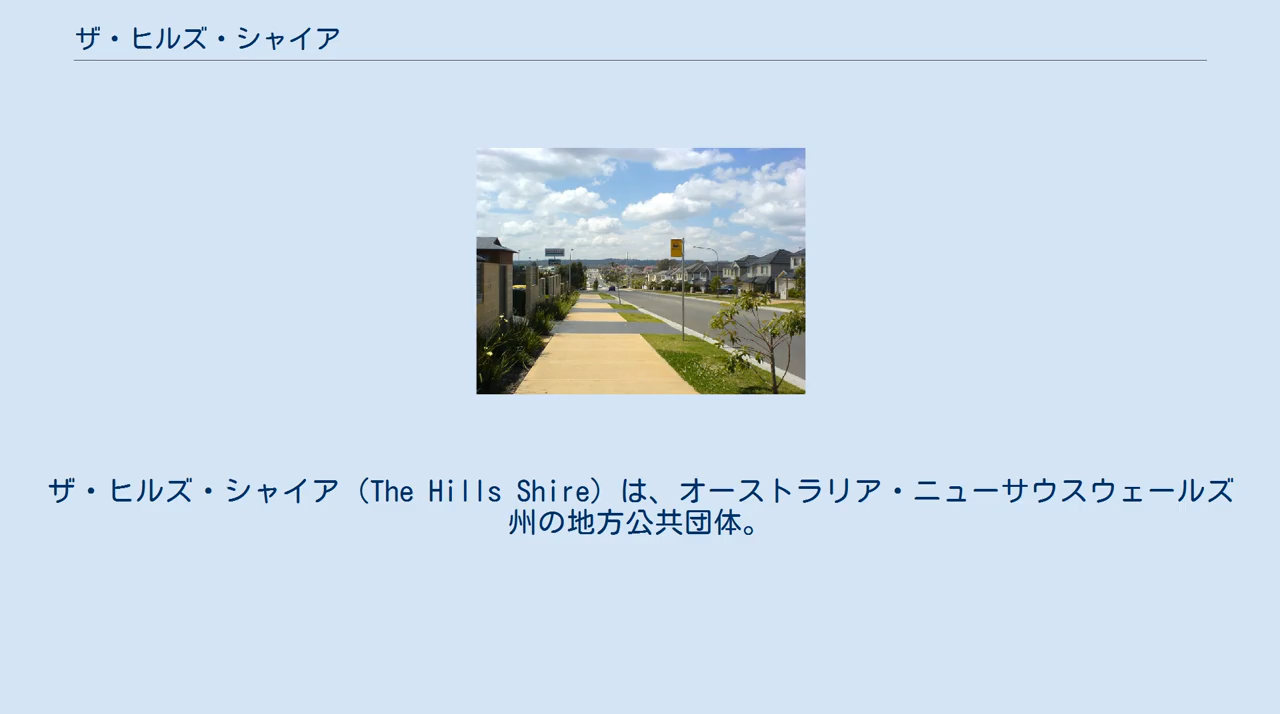 ザ・ヒルズ・シャイア
ザ・ヒルズ・シャイア（The Hills Shire）は、オーストラリア・ニューサウスウェールズ
州の地方公共団体。